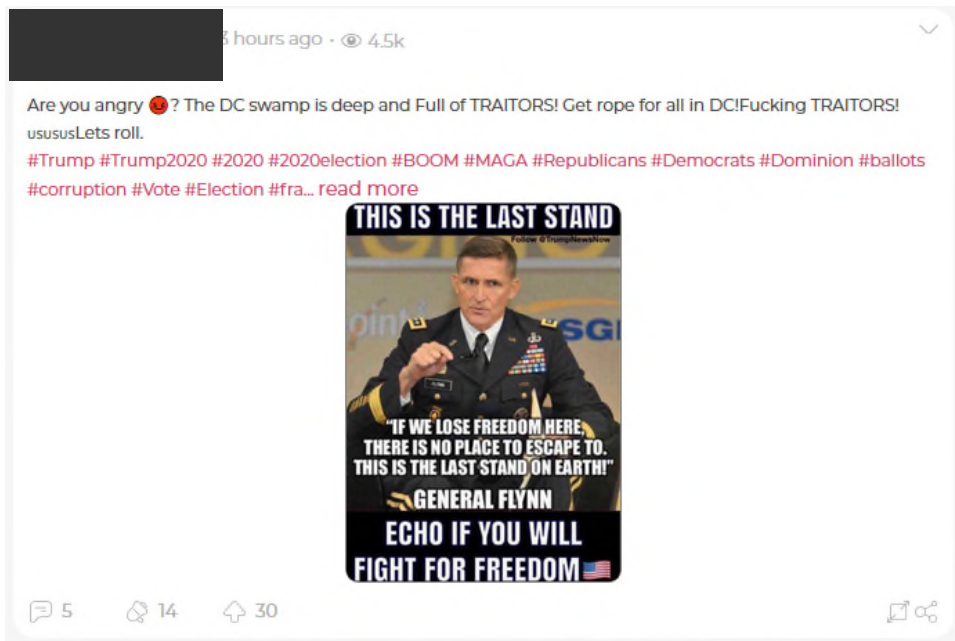 3 hours ago · 4.5k
Are you angry 😡? The DC swamp is deep and Full of TRAITORS! Get rope for all in DC!Fucking TRAITORS!
USUSUSLets roll.
#Trump #Trump2020 #2020 #2020election #BOOM #MAGA #Republicans #Democrats #Dominion #ballots
#corruption #Vote #Election #fra... read more
THIS IS THE LAST STAND
Follow @TrumpNewsNow
oint
SGI
FLYNN
"IF WE LOSE FREEDOM HERE,
THERE IS NO PLACE TO ESCAPE TO.
THIS IS THE LAST STAND ON EARTH!"
GENERAL FLYNN
ECHO IF YOU WILL
FIGHT FOR FREEDOM🇺🇸
5 14 30